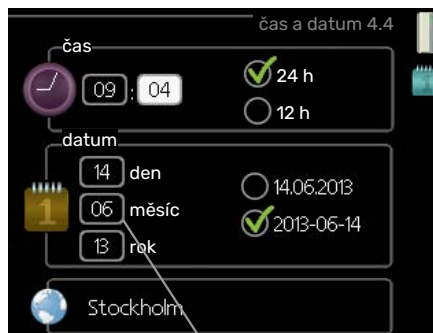 čas a datum 4.4
čas
09 : 04
24 h
12 h
datum
14 den
06 měsíc
13 rok
14.06.2013
2013-06-14
1
Stockholm